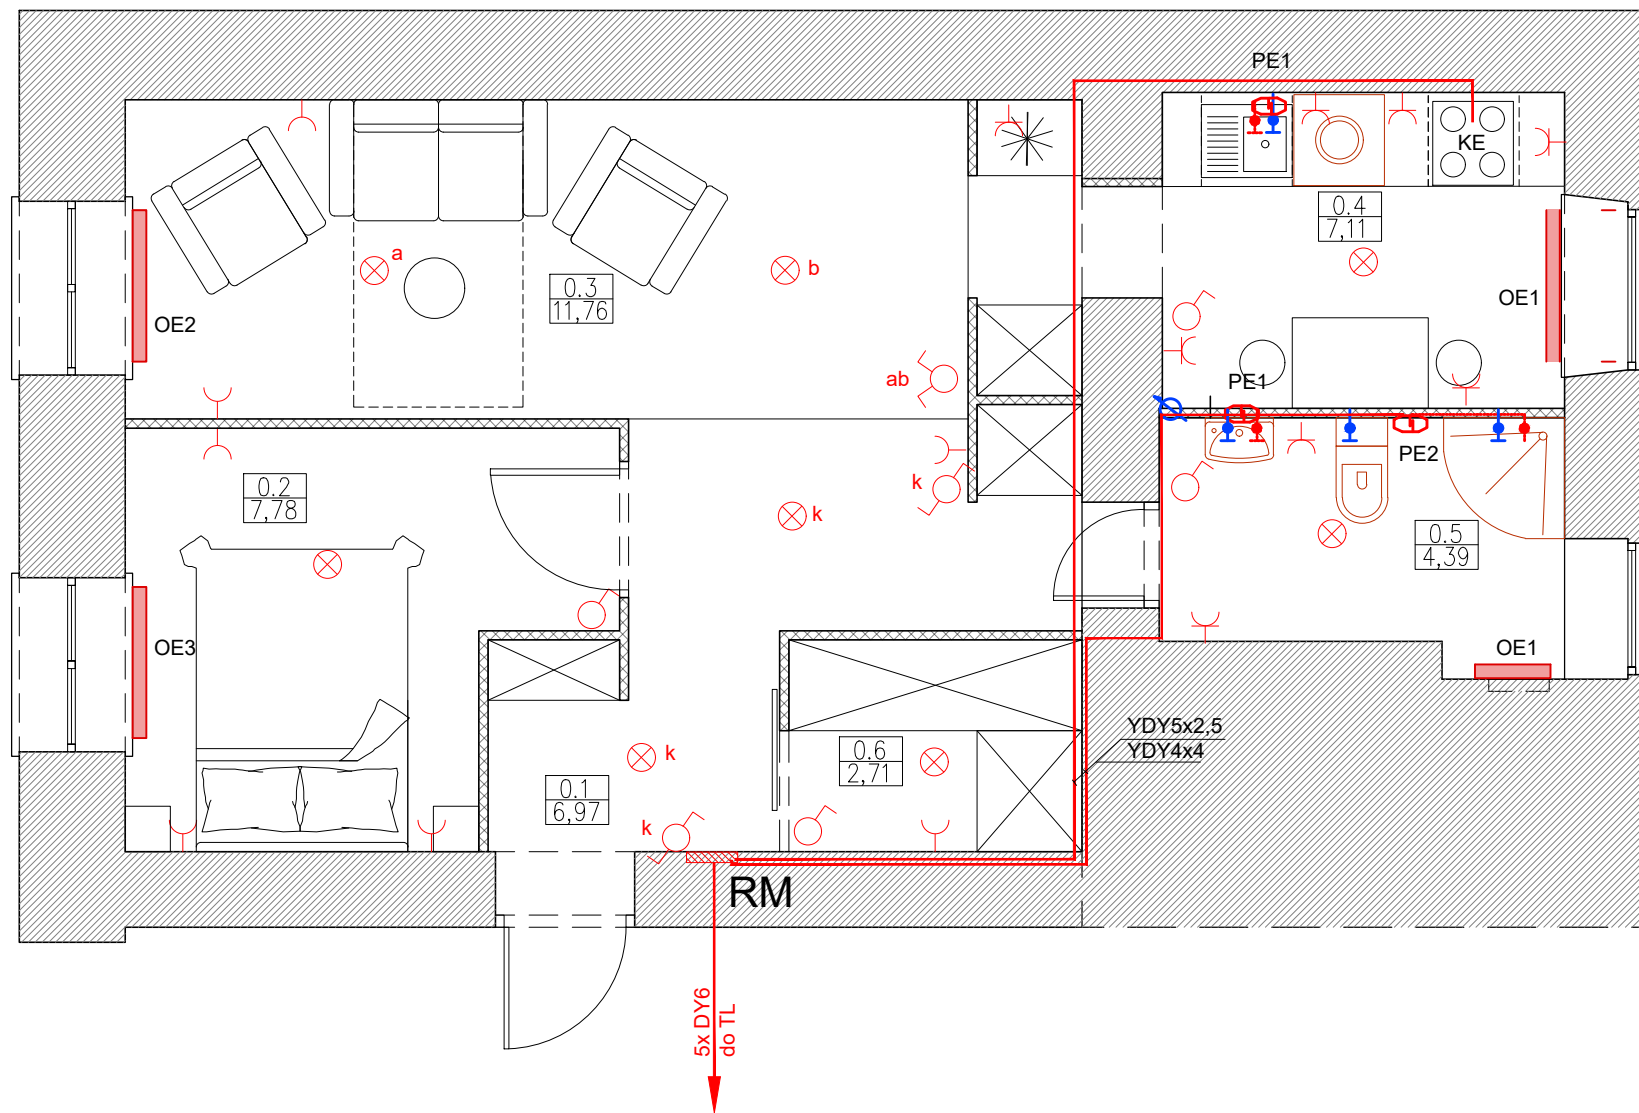 PE1
KE
0.4
7,11
a
b
0.3
11,76
OE2
OE1
ab
PE1
PE2
k
k
0.2
7,78
0.5
4,39
OE3
OE1
YDY5x2,5
YDY4x4
k
0.6
2,71
0.1
6,97
k
RM
5x DY6
do TL